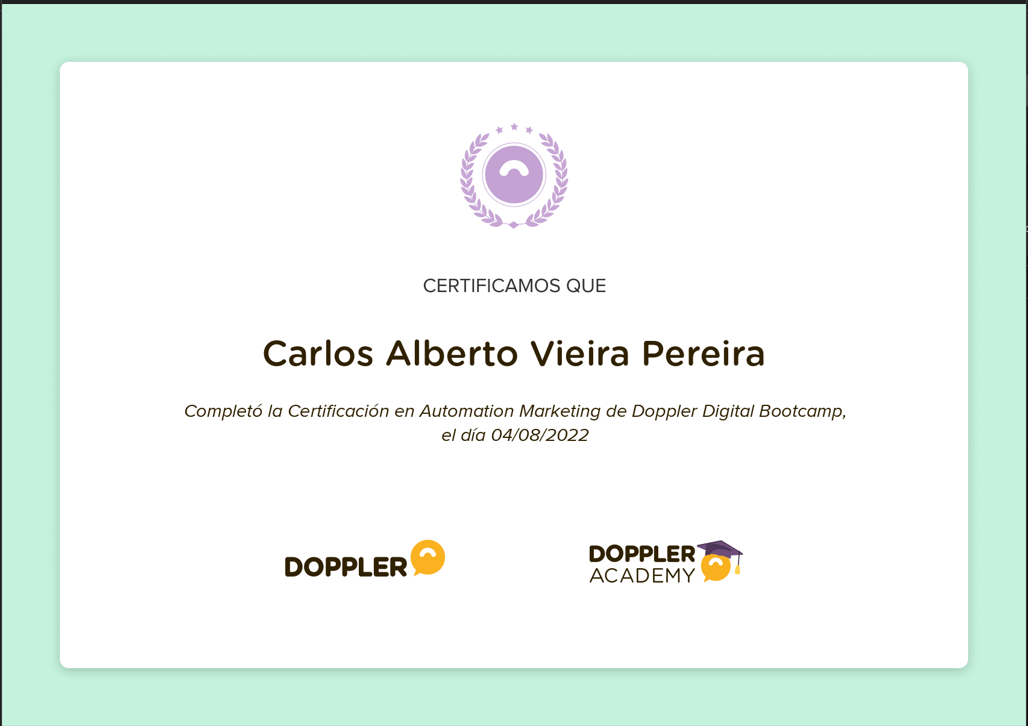 CERTIFICAMOS QUE
Carlos Alberto Vieira Pereira
Completó la Certificación en Automation Marketing de Doppler Digital Bootcamp,
el día 04/08/2022
DOPPLER
DOPPLER
ACADEMY